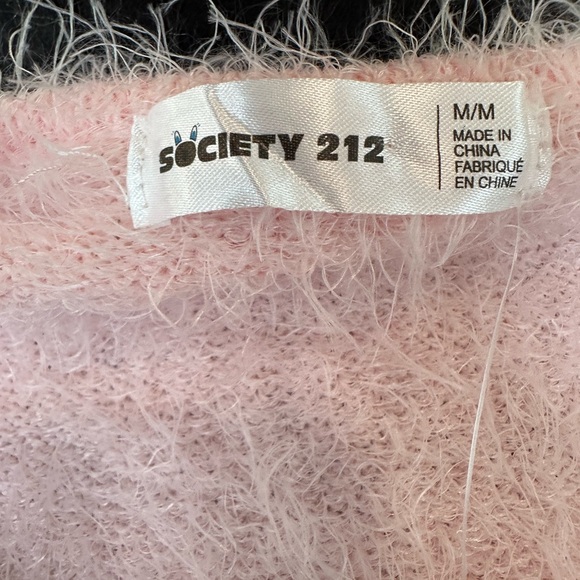 SOCIETY 212
M/M
MADE IN
CHINA
FABRIQUÉ
EN CHINE